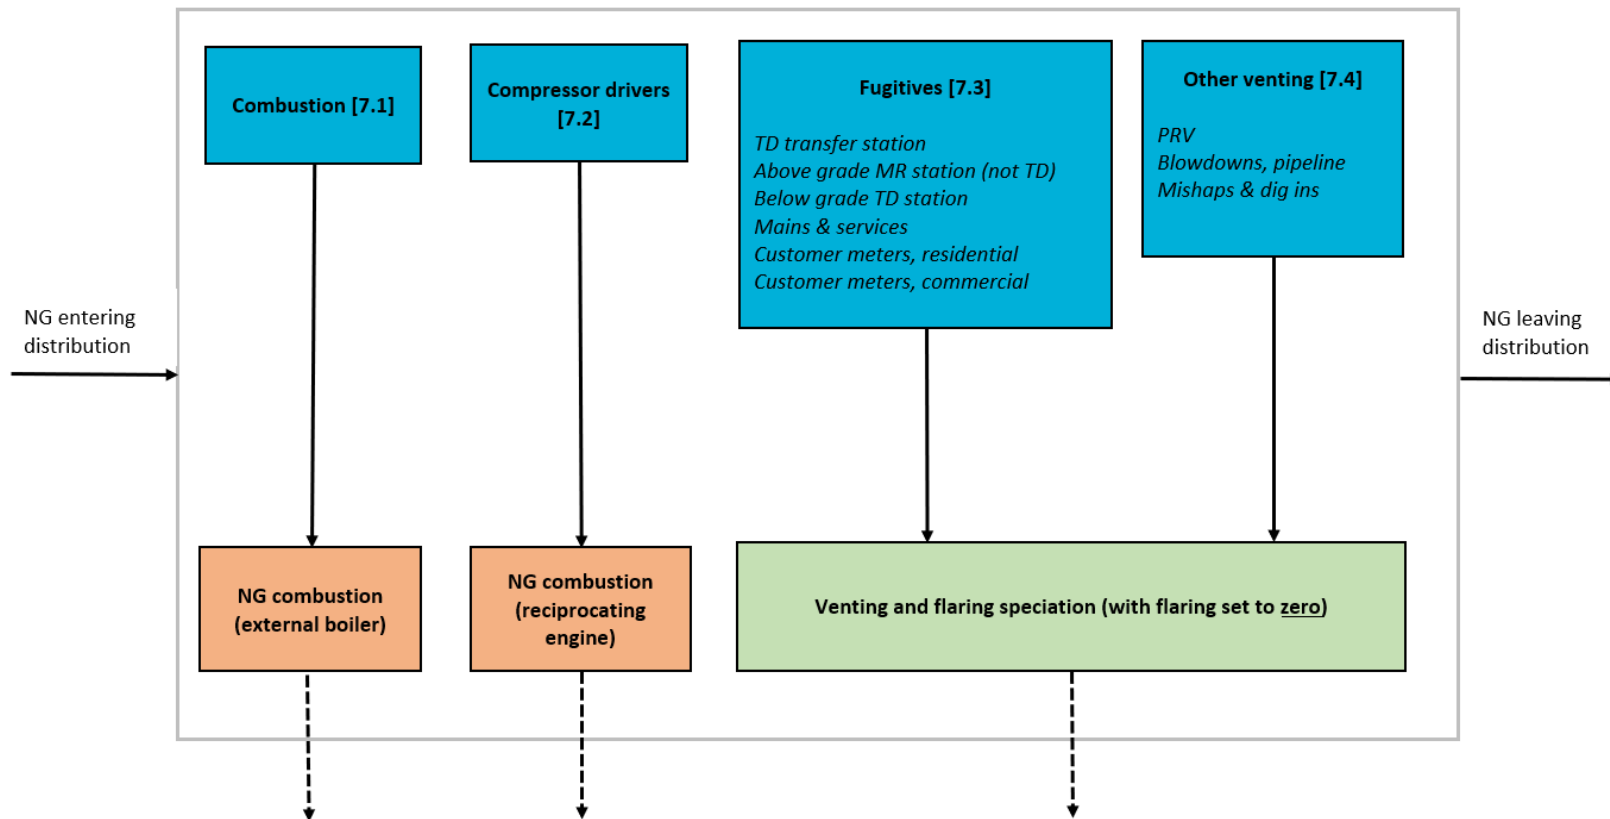 Combustion [7.1]
Compressor drivers
[7.2]
Fugitives [7.3]
TD transfer station
Above grade MR station (not TD)
Below grade TD station
Mains & services
Customer meters, residential
Customer meters, commercial
Other venting [7.4]
PRV
Blowdowns, pipeline
Mishaps & dig ins
NG entering
distribution
NG leaving
distribution
NG combustion
(external boiler)
NG combustion
(reciprocating
engine)
Venting and flaring speciation (with flaring set to zero)